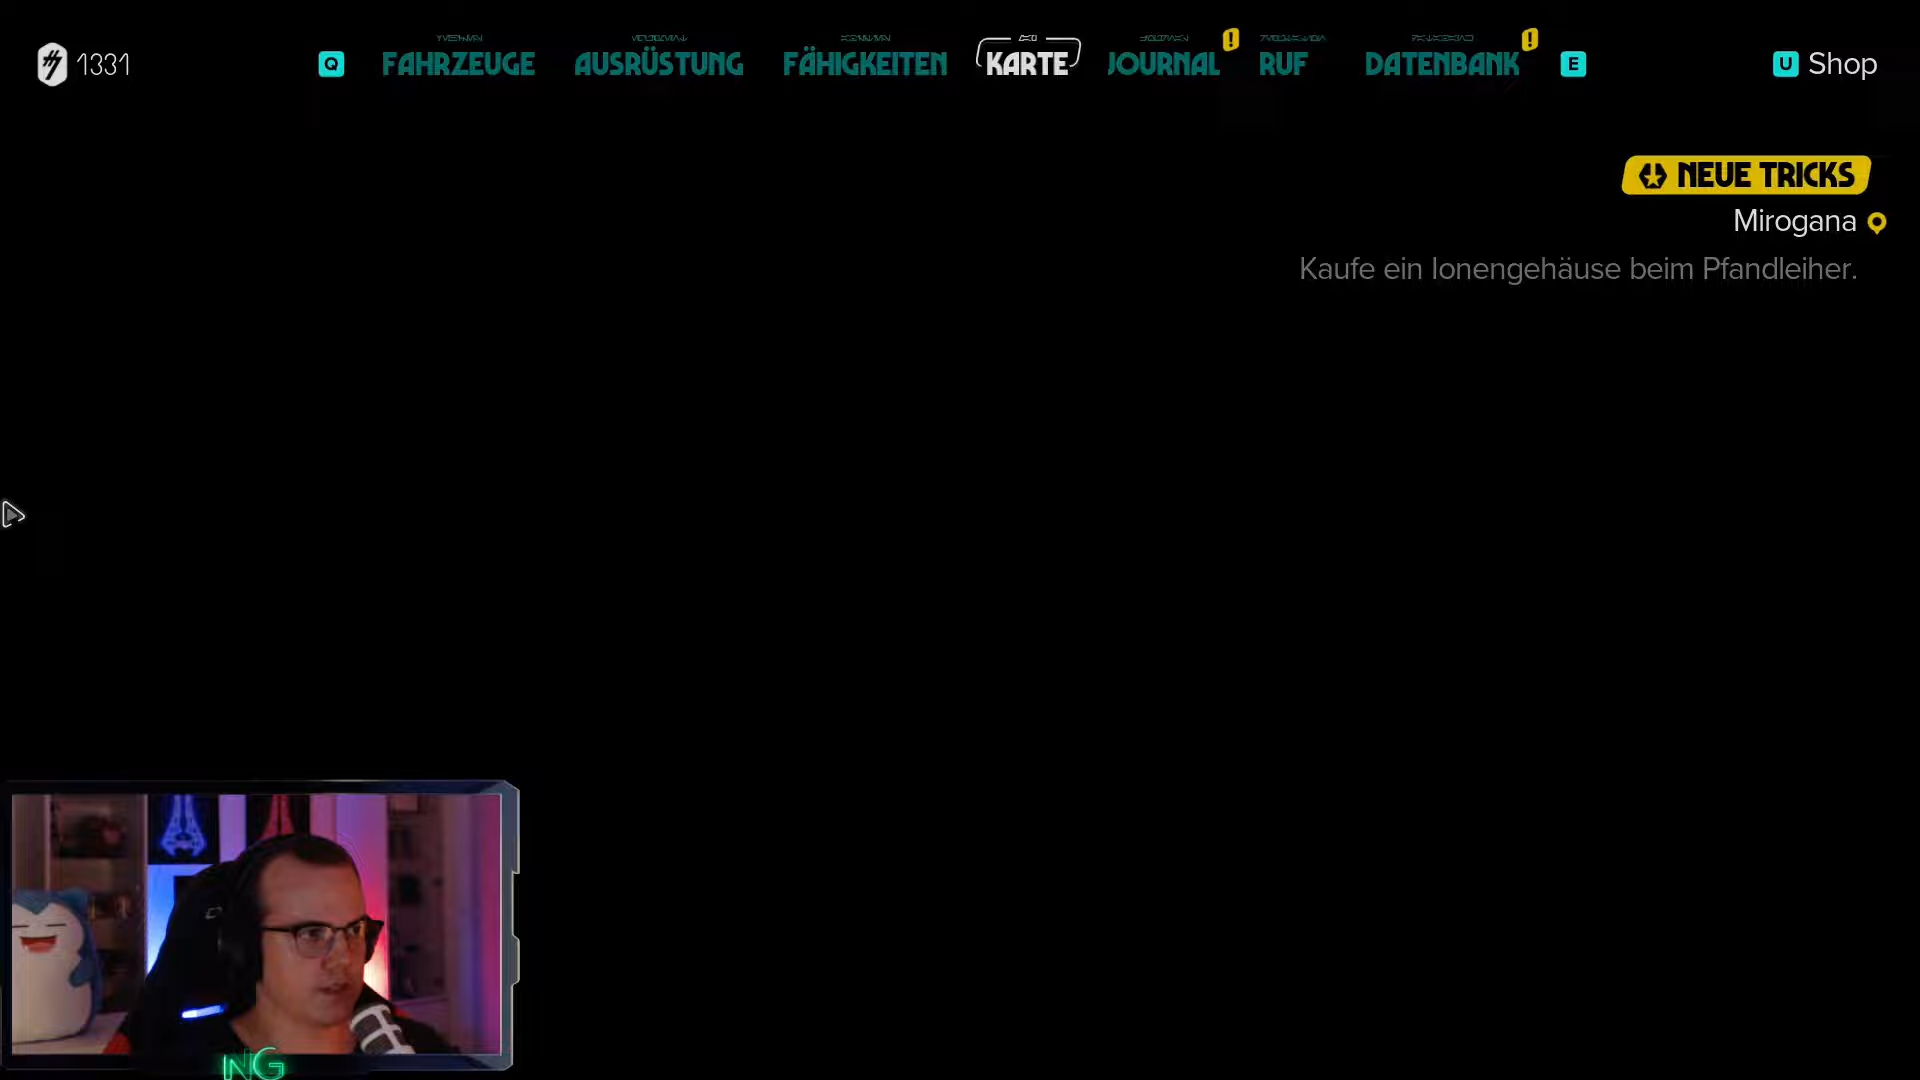 1331
Q
FAHRZEUGE
AUSRÜSTUNG
FÄHIGKEITEN
KARTE
JOURNAL
!
RUF
DATENBANK
!
E
U Shop
NEUE TRICKS
Mirogana
Kaufe ein Ionengehäuse beim Pfandleiher.
NG